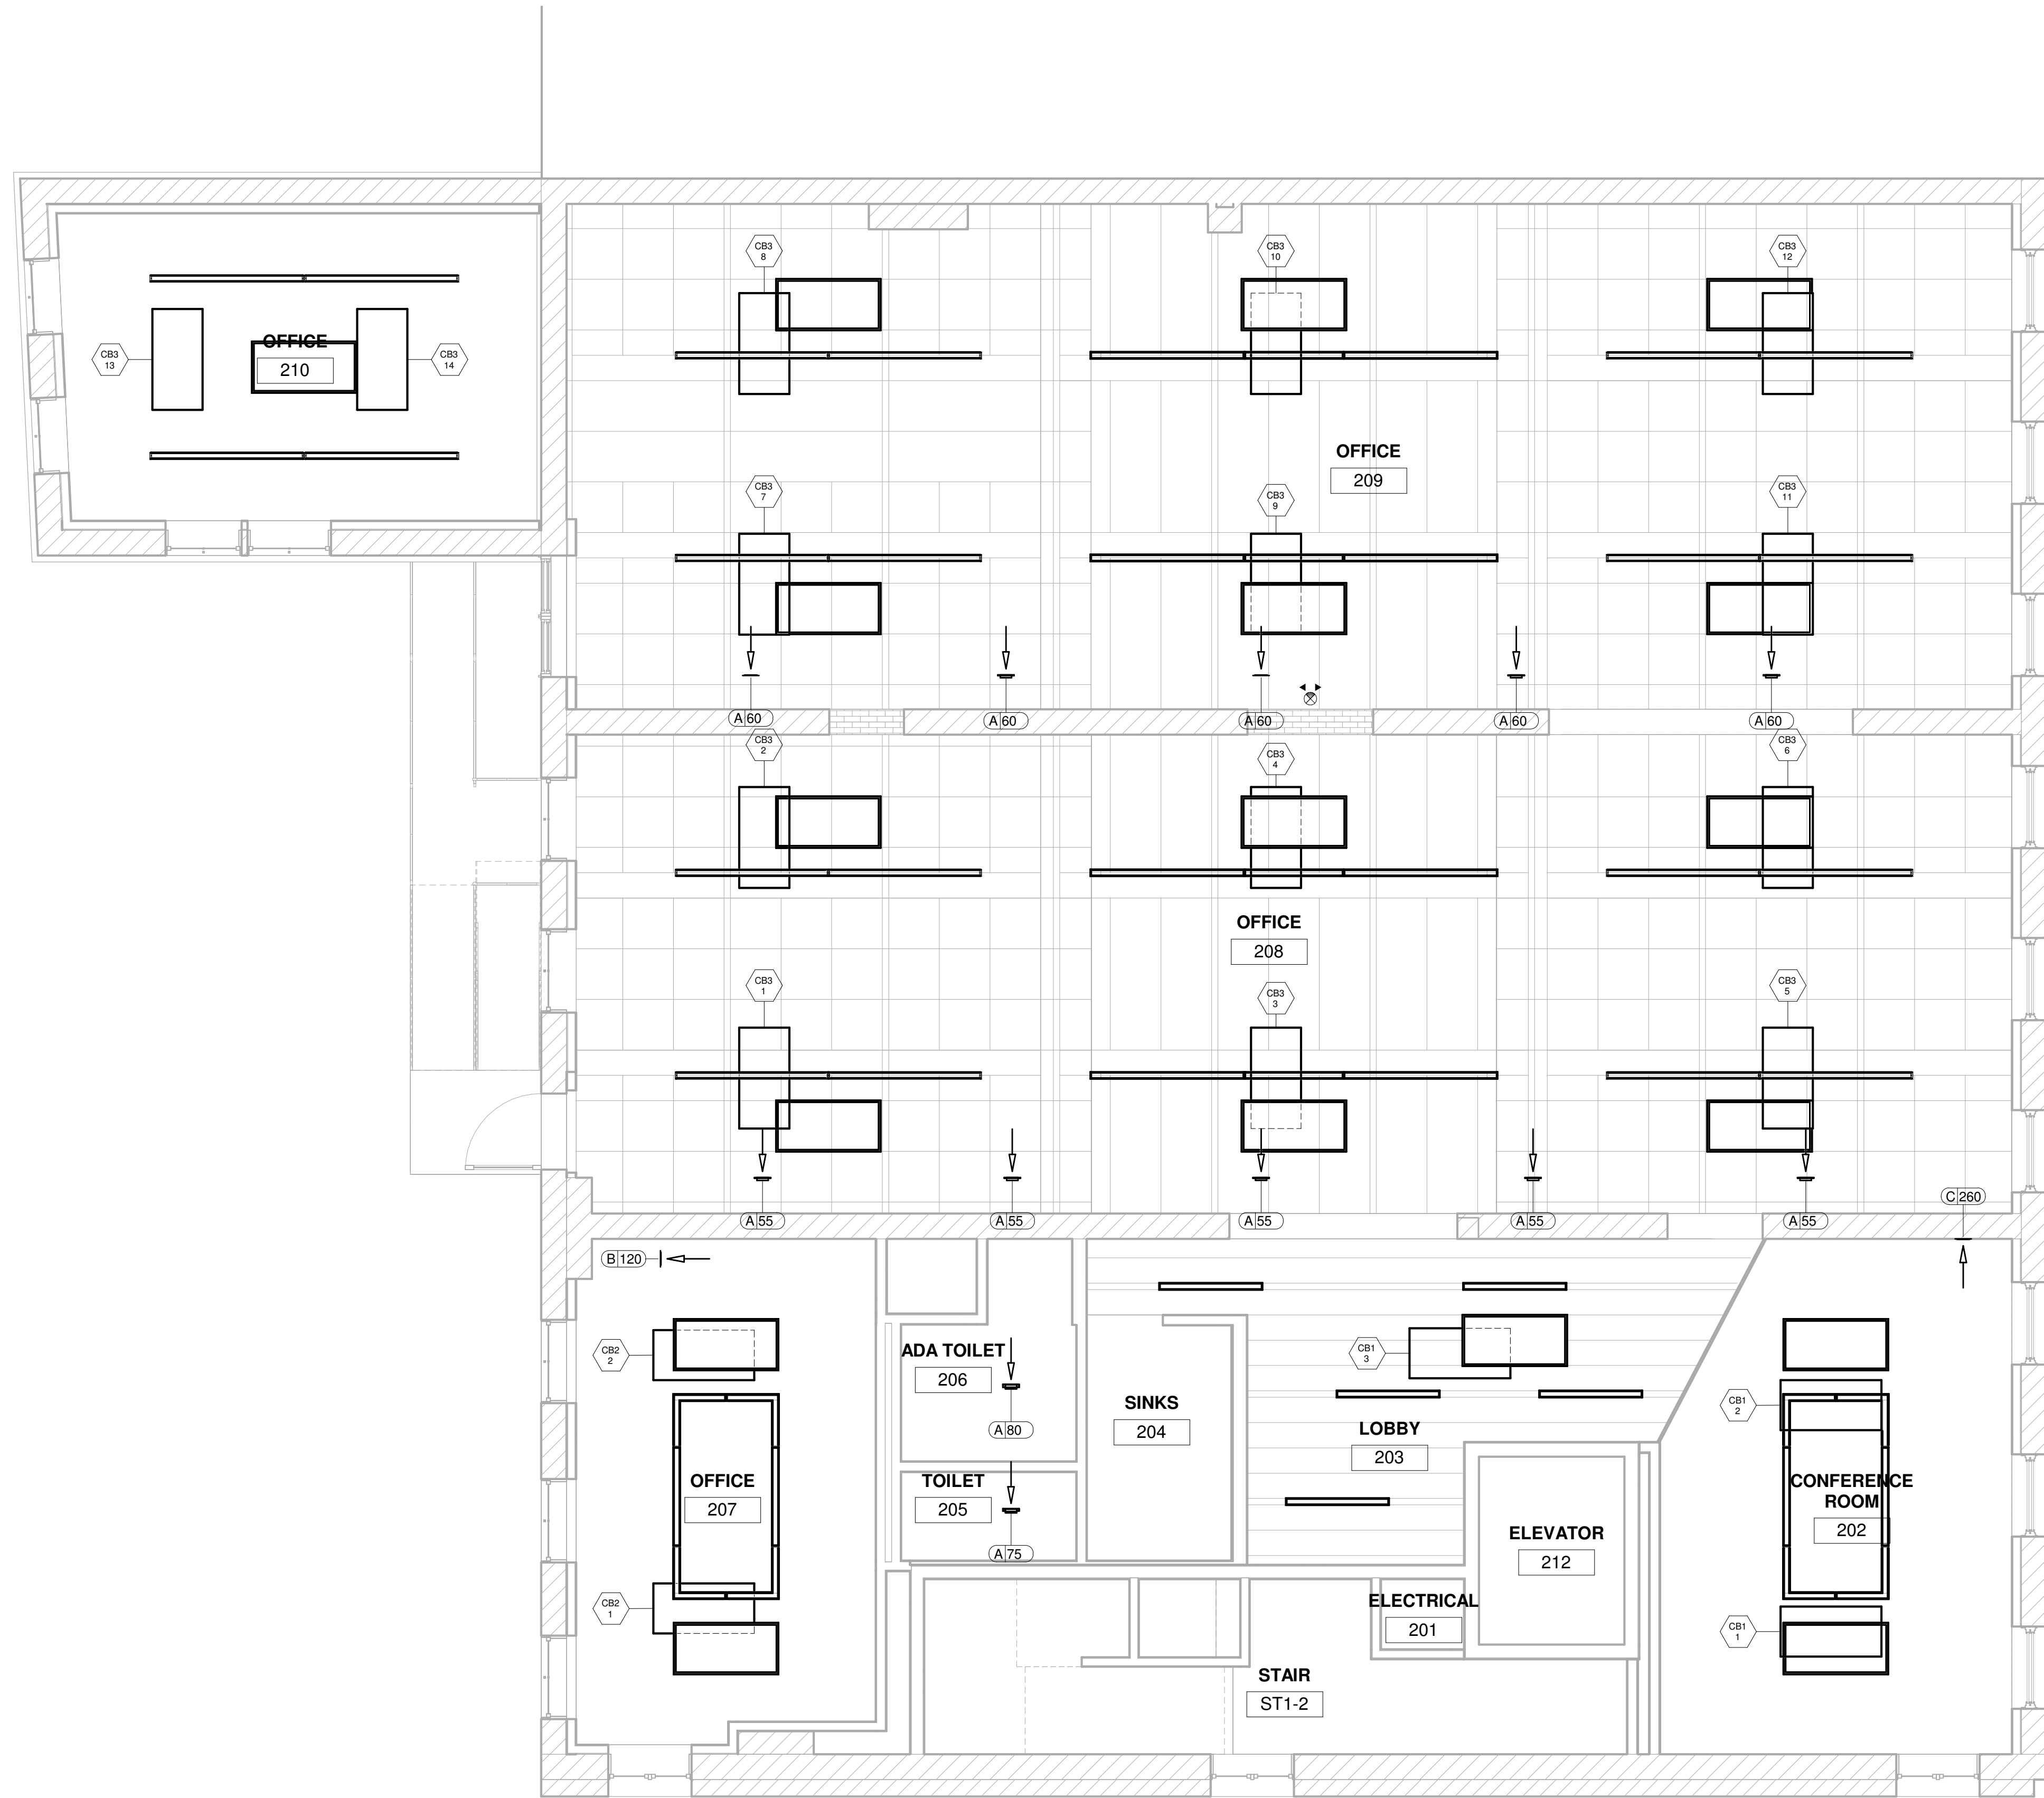 CB3
8
CB3
10
CB3
12
CB3
13
OFFICE
210
CB3
14
OFFICE
209
CB3
7
CB3
9
CB3
11
A 60
A 60
A 60
A 60
A 60
CB3
2
CB3
4
CB3
6
OFFICE
208
CB3
1
CB3
3
CB3
5
C 260
A 55
A 55
A 55
A 55
A 55
B 120
CB2
2
ADA TOILET
206
CB1
3
CB1
2
SINKS
204
A 80
LOBBY
203
OFFICE
207
TOILET
205
CONFERENCE
ROOM
202
A 75
ELEVATOR
212
CB2
1
ELECTRICAL
201
CB1
1
STAIR
ST1-2